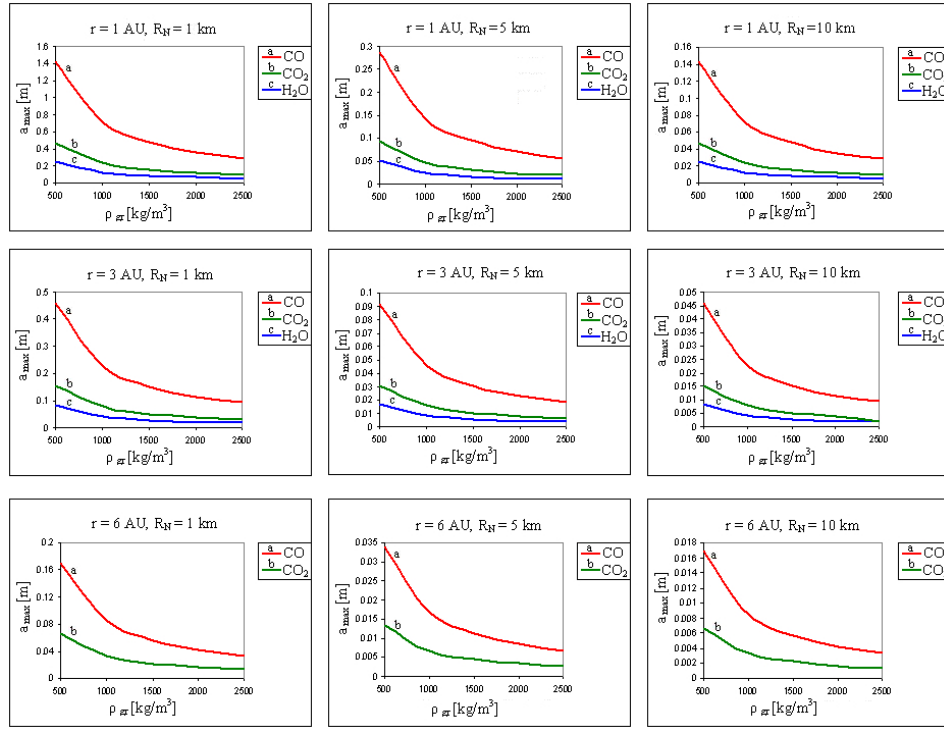 r = 1 AU, R_N = 1 km
a CO
b CO₂
c H₂O
a_max [m]
1.6
1.4
1.2
1
0.8
0.6
0.4
0.2
0
a
b
c
500 1000 1500 2000 2500
ρ_gr [kg/m³]
r = 1 AU, R_N = 5 km
a CO
b CO₂
c H₂O
a_max [m]
0.3
0.25
0.2
0.15
0.1
0.05
0
a
b
c
500 1000 1500 2000 2500
ρ_gr [kg/m³]
r = 1 AU, R_N = 10 km
a CO
b CO
c H₂O
a_max [m]
0.16
0.14
0.12
0.1
0.08
0.06
0.04
0.02
0
a
b
c
500 1000 1500 2000 2500
ρ_gr [kg/m³]
r = 3 AU, R_N = 1 km
a CO
b CO₂
c H₂O
a_max [m]
0.5
0.4
0.3
0.2
0.1
0
a
b
c
500 1000 1500 2000 2500
ρ_gr [kg/m³]
r = 3 AU, R_N = 5 km
a CO
b CO₂
c H₂O
a_max [m]
0.1
0.09
0.08
0.07
0.06
0.05
0.04
0.03
0.02
0.01
0
a
b
c
500 1000 1500 2000 2500
ρ_gr [kg/m³]
r = 3 AU, R_N = 10 km
a CO
b CO
c H₂O
a_max [m]
0.05
0.045
0.04
0.035
0.03
0.025
0.02
0.015
0.01
0.005
0
a
b
c
500 1000 1500 2000 2500
ρ_gr [kg/m³]
r = 6 AU, R_N = 1 km
a CO
b CO₂
a_max [m]
0.2
0.16
0.12
0.08
0.04
0
a
b
500 1000 1500 2000 2500
ρ_gr [kg/m³]
r = 6 AU, R_N = 5 km
a CO
b CO₂
a_max [m]
0.035
0.03
0.025
0.02
0.015
0.01
0.005
0
a
b
500 1000 1500 2000 2500
ρ_gr [kg/m³]
r = 6 AU, R_N = 10 km
a CO
b CO
a_max [m]
0.018
0.016
0.014
0.012
0.01
0.008
0.006
0.004
0.002
0
a
b
500 1000 1500 2000 2500
ρ_gr [kg/m³]